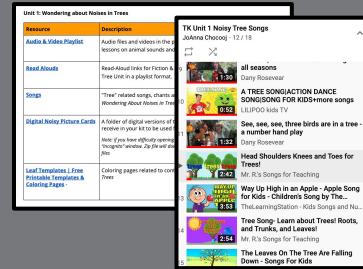 Unit 1: Wondering about Noises in Trees
Resource
Description
Audio & Video Playlist
Audio files and videos in the p
lessons on animal sounds and
Read Alouds
Read-Aloud links for Fiction &
Tree Unit in a playlist format,
Songs
"Tree" related songs, chants a
Wondering About Noises in Tree
Digital Noisy Picture Cards
A folder of digital versions of t
receive in your kit to be used
Note: if you have difficulty opening
"Incognito" window. Zip file will dow
files.
Leaf Templates | Free
Printable Templates &
Coloring Pages -
Coloring pages related to cont
Trees
TK Unit 1 Noisy Tree Songs
JoAnna Chocooj - 12 / 18
all seasons
Dany Rosevear
1:30
10
A TREE SONG|ACTION DANCE
SONG|SONG FOR KIDS+more songs
LILIPOO kids TV
0:52
See, see, see, three birds are in a tree -
a number hand play
Dany Rosevear
1:32
Head Shoulders Knees and Toes for
Trees!
Mr. R.'s Songs for Teaching
2:42
Way Up High in an Apple - Apple Song
for Kids - Children's Song by The...
TheLearningStation - Kids Songs and Nu...
3:53
Tree Song- Learn about Trees! Roots,
and Trunks, and Leaves!
Mr. R.'s Songs for Teaching
2:54
The Leaves On The Tree Are Falling
Down - Songs For Kids